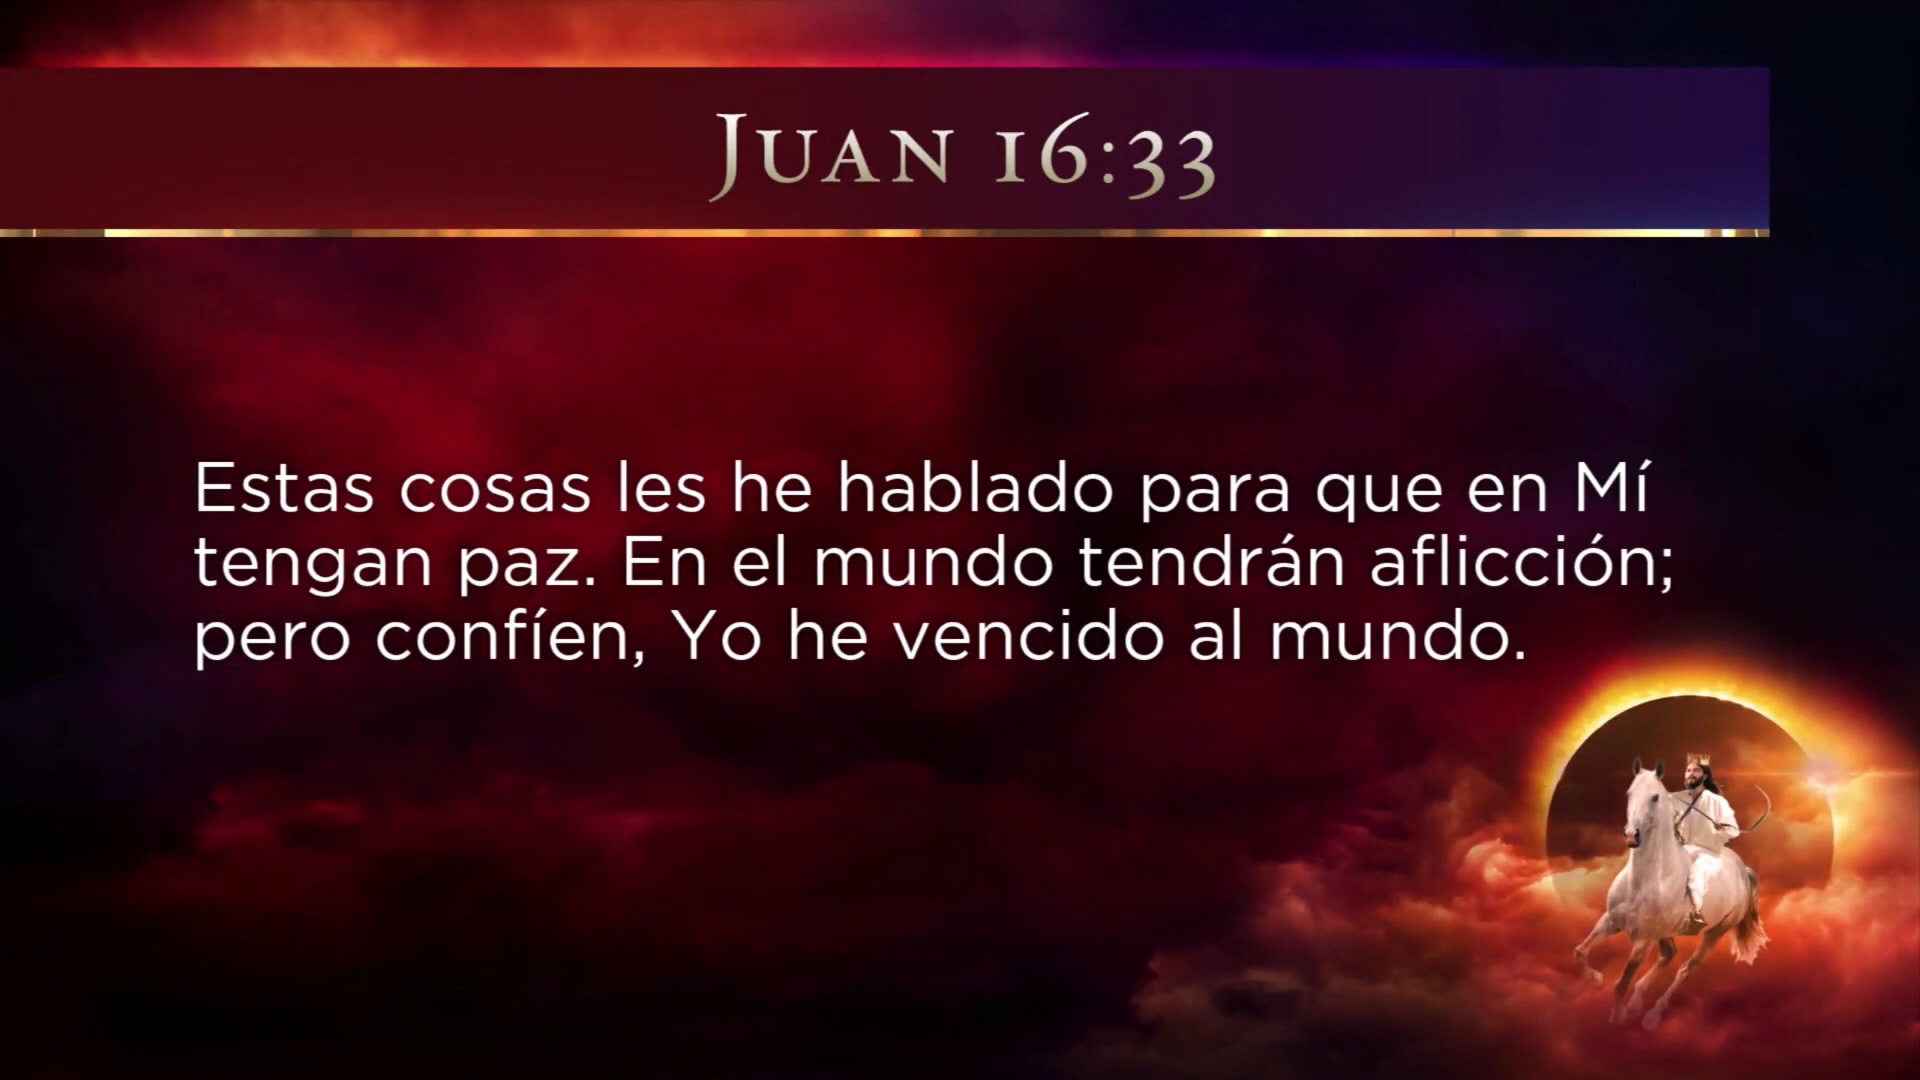 Juan 16:33
Estas cosas les he hablado para que en Mí
tengan paz. En el mundo tendrán aflicción;
pero confíen, Yo he vencido al mundo.